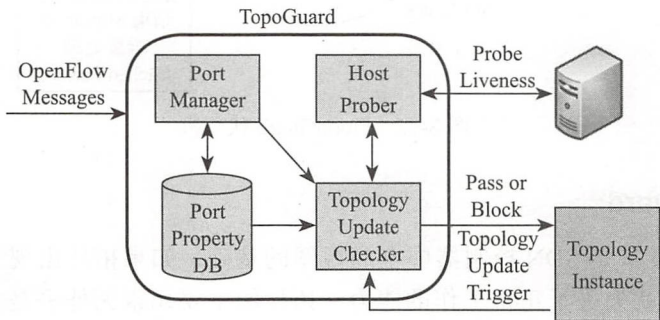 TopoGuard
OpenFlow
Messages
Port
Manager
Host
Prober
Probe
Liveness
Port
Property
DB
Topology
Update
Checker
Pass or
Block
Topology
Update
Trigger
Topology
Instance